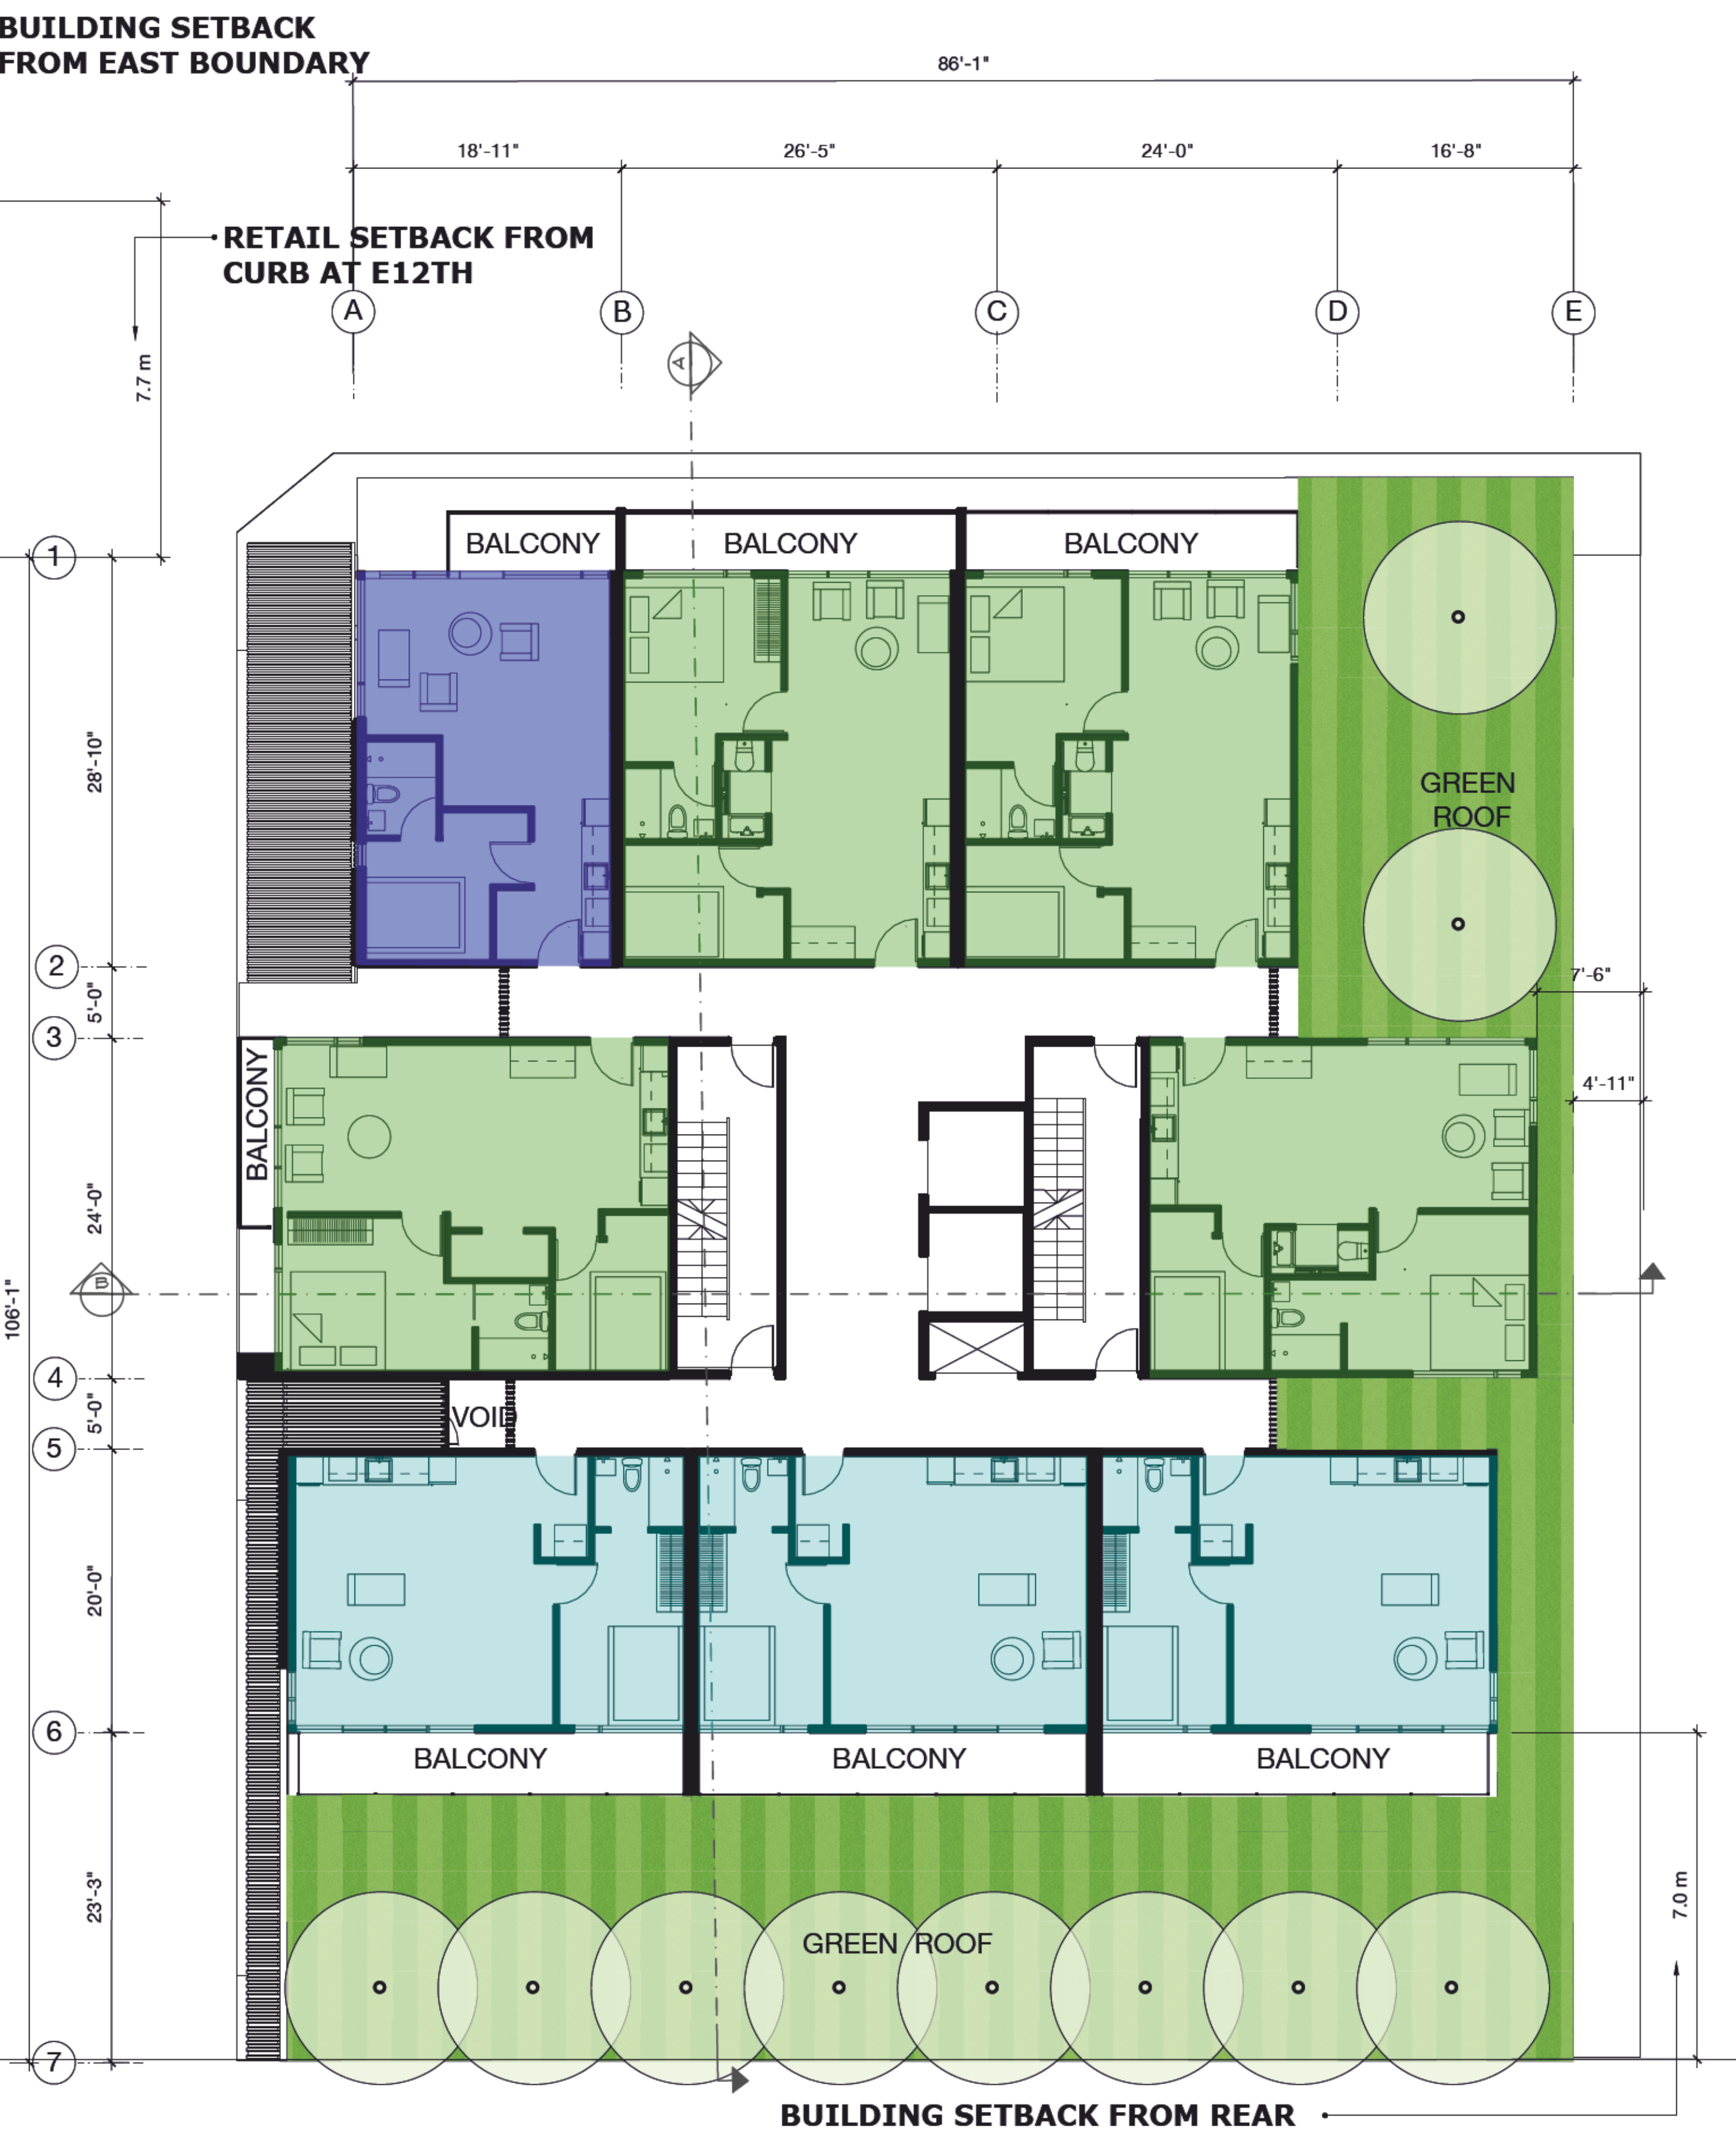 BUILDING SETBACK
FROM EAST BOUNDARY
86'-1"
18'-11"
26'-5"
24'-0"
16'-8"
RETAIL SETBACK FROM
CURB AT E12TH
7.7 m
A
B
C
D
E
A
1
BALCONY
BALCONY
BALCONY
28'-10"
GREEN
ROOF
2
5'-0"
7'-6"
3
BALCONY
4'-11"
24'-0"
106'-1"
B
4
5'-0"
VOID
5
20'-0"
6
BALCONY
BALCONY
BALCONY
23'-3"
7.0 m
GREEN ROOF
7
BUILDING SETBACK FROM REAR